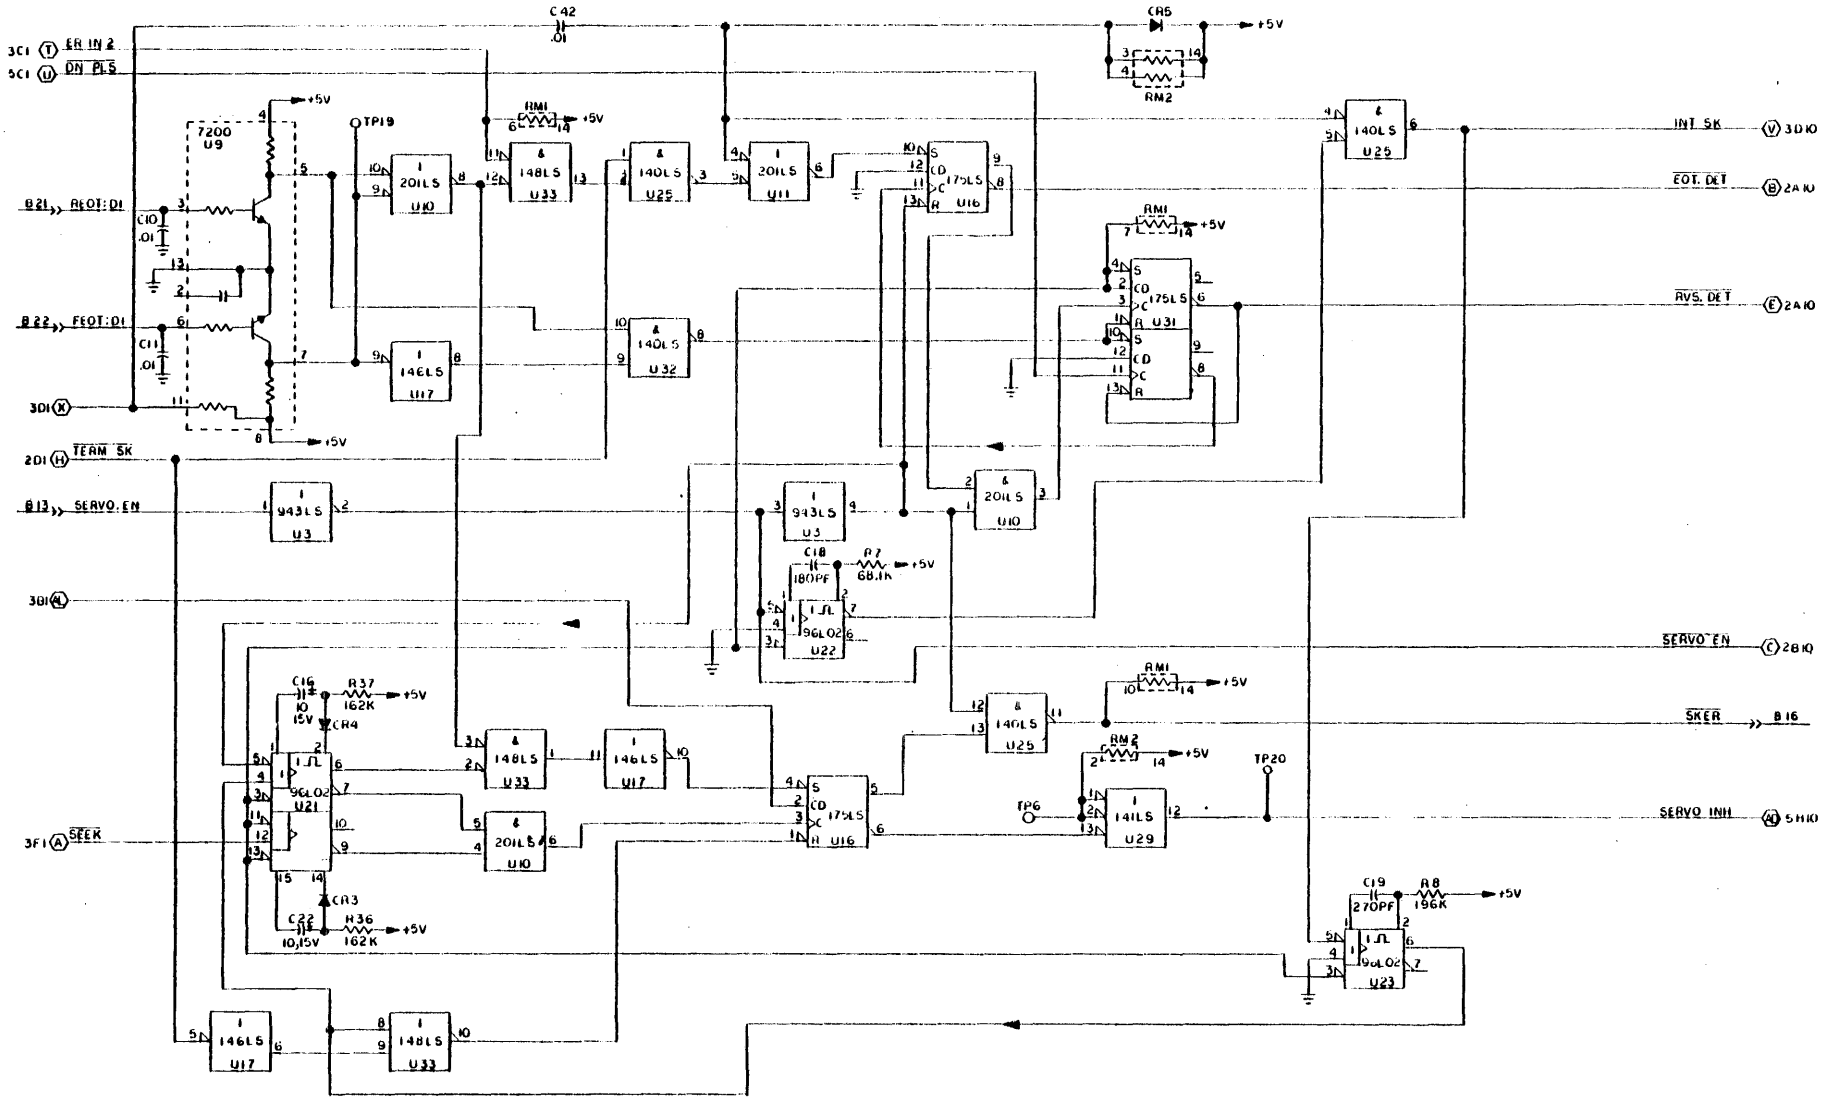 C42
.01
CR5
+5V
3C1 T ER IN 2
5C1 U DN PLS
3 14
4
RM2
+5V
4
7200
U9
TP19
RM1
6 14
+5V
5
10
9
1
201LS
U10
8
11
12
&
148LS
U33
13
1
2
&
140LS
U25
3
4
5
1
201LS
U11
6
10 S
12 CD
11 C
13 R
175LS
U16
9
8
4
5
&
140LS
U25
6
INT SK V 3D10
EOT. DET B 2A10
B21 REOT:D1
C10
.01
3
13
2
RM1
7 14
+5V
4 S
2 CD
3 C
1 R
175LS
U31
5
6
10 S
12 CD
11 C
13 R
9
8
RVS. DET E 2A10
B22 FEOT:D1
C11
.01
6
7
9
1
146LS
U17
8
10
9
&
140LS
U32
8
3D1 X
11
8
+5V
2D1 H TERM SK
B13 SERVO.EN
1
1
943LS
U3
2
3
1
943LS
U3
4
2
1
&
201LS
U10
3
C18
180PF
R7
68.1K
+5V
3B1 AL
1 2
5
4
3
1
96L02
U22
7
6
SERVO EN C 2B10
C16
10
15V
R37
162K
+5V
CR4
RM1
10 14
+5V
12
13
&
140LS
U25
11
SKER B16
1 2
5
4
3
1
96L02
U21
6
7
11
12
13
10
9
15 14
3
2
&
148LS
U33
1
11
1
146LS
U17
10
RM2
2 14
+5V
TP20
TP6
4 S
2 CD
3 C
1 R
175LS
U16
5
6
1
2
13
1
141LS
U29
12
SERVO INH AD 5H10
3F1 A SEEK
5
4
&
201LS
U10
6
CR3
C22
10,15V
R36
162K
+5V
C19
270PF
R8
196K
+5V
1 2
5
4
3
1
96L02
U23
6
7
5
1
146LS
U17
6
8
9
1
148LS
U33
10